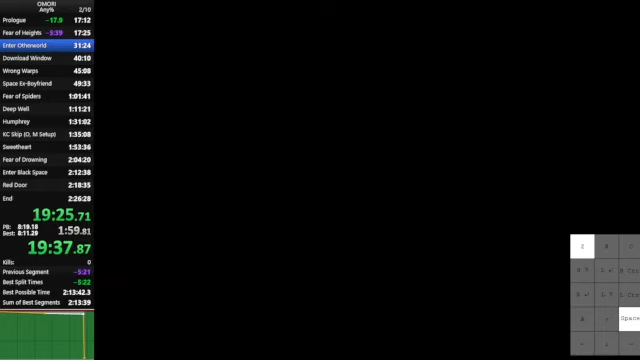 OMORI
Any% 2/10
Prologue -17.9 17:12
Fear of Heights -5:39 17:25
Enter Otherworld 31:24
Download Window 40:10
Wrong Warps 45:08
Space Ex-Boyfriend 49:33
Fear of Spiders 1:01:41
Deep Well 1:11:21
Humphrey 1:31:02
KC Skip (O, M Setup) 1:35:08
Sweetheart 1:53:36
Fear of Drowning 2:04:20
Enter Black Space 2:12:38
Red Door 2:18:35
End 2:26:28
19:25.71
PB: 8:19.18 1:59.81
Best: 8:11.29
19:37.87
Kills: 0
Previous Segment -5:21
Best Split Times -5:22
Best Possible Time 2:13:42.3
Sum of Best Segments 2:13:39
Z
Space